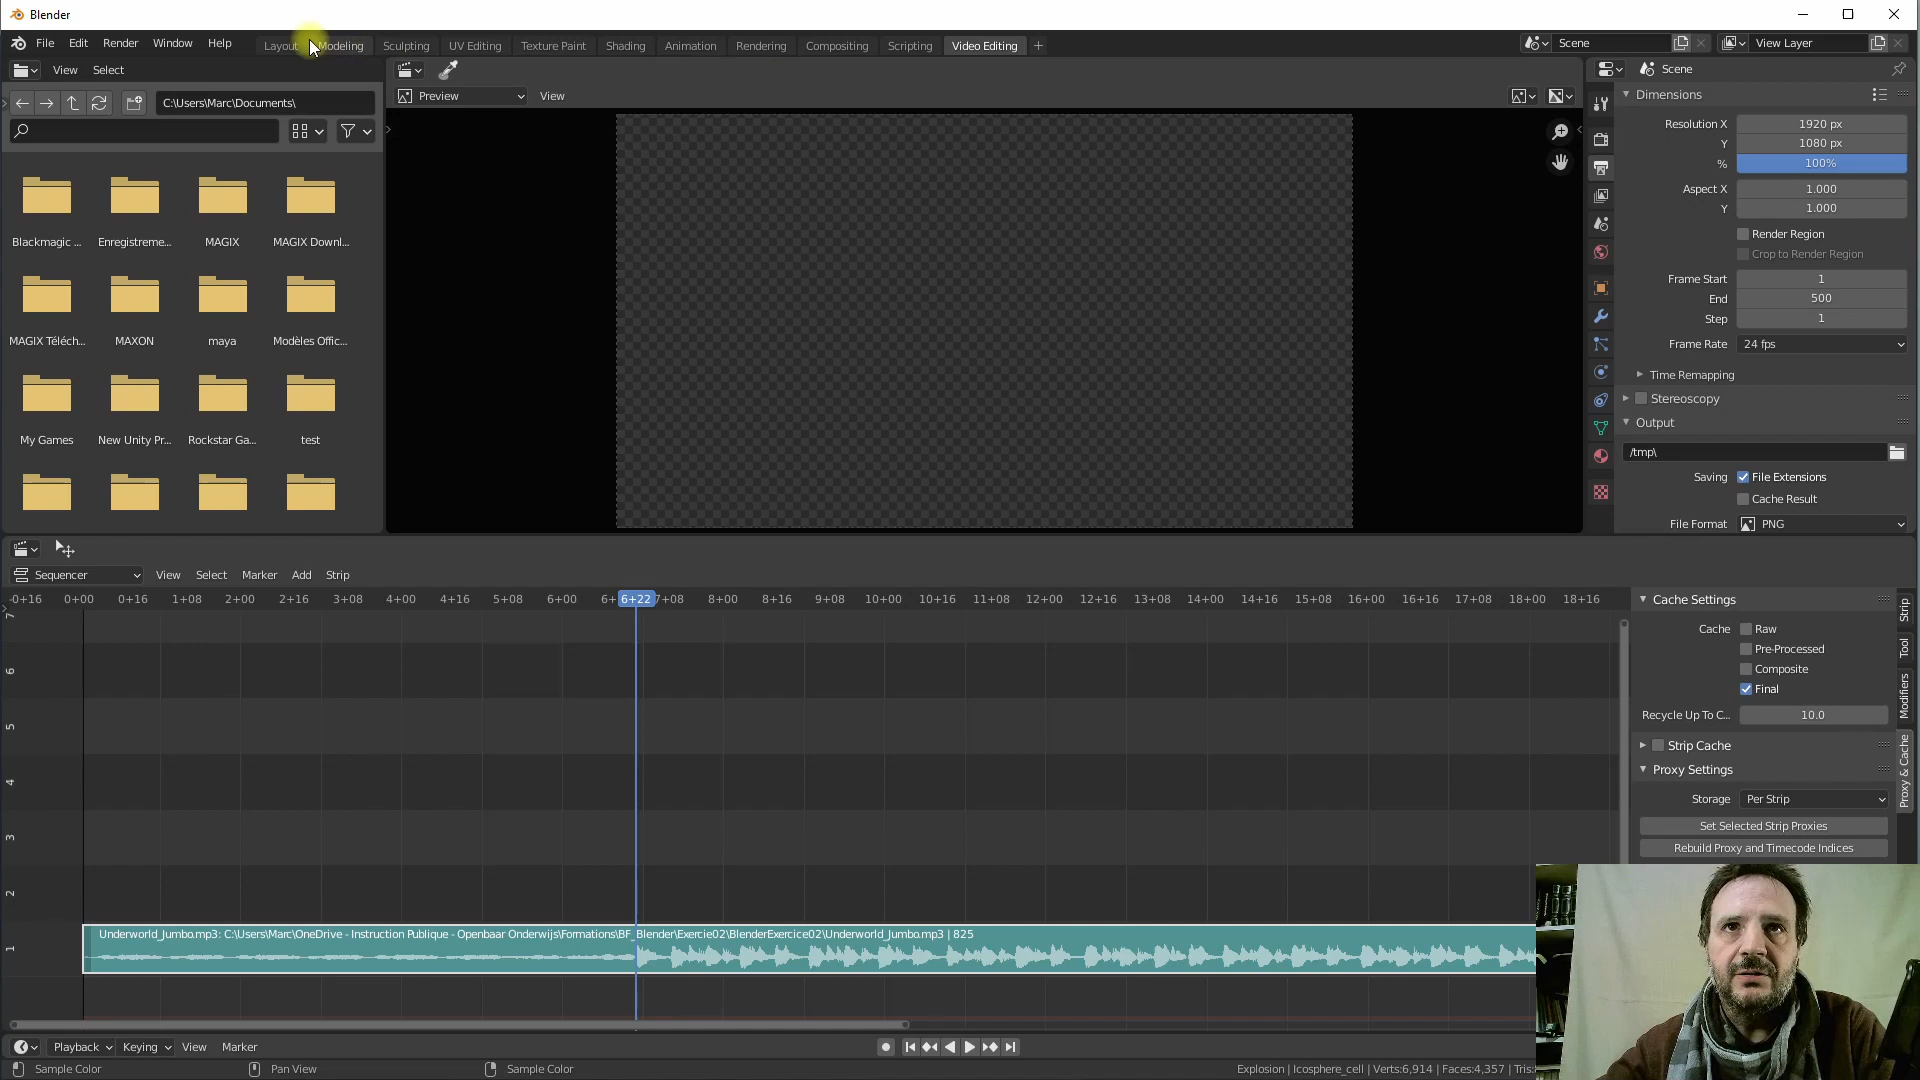 Blender
File Edit Render Window Help Layout Modeling Sculpting UV Editing Texture Paint Shading Animation Rendering Compositing Scripting Video Editing + Scene View Layer
View Select
C:\Users\Marc\Documents\
Preview View
Blackmagic ... Enregistreme... MAGIX MAGIX Downl...
MAGIX Téléch... MAXON maya Modèles Offic...
My Games New Unity Pr... Rockstar Ga... test
Scene
Dimensions
Resolution X 1920 px
Y 1080 px
% 100%
Aspect X 1.000
Y 1.000
Render Region
Crop to Render Region
Frame Start 1
End 500
Step 1
Frame Rate 24 fps
Time Remapping
Stereoscopy
Output
/tmp\
Saving File Extensions
Cache Result
File Format PNG
Sequencer View Select Marker Add Strip
-0+16 0+00 0+16 1+08 2+00 2+16 3+08 4+00 4+16 5+08 6+00 6+ 6+22 7+08 8+00 8+16 9+08 10+00 10+16 11+08 12+00 12+16 13+08 14+00 14+16 15+08 16+00 16+16 17+08 18+00 18+16
7
6
5
4
3
2
1
Underworld_Jumbo.mp3: C:\Users\Marc\OneDrive - Instruction Publique - Openbaar Onderwijs\Formations\BF_Blender\Exercie02\BlenderExercice02\Underworld_Jumbo.mp3 | 825
Cache Settings
Cache Raw
Pre-Processed
Composite
Final
Recycle Up To C... 10.0
Strip Cache
Proxy Settings
Storage Per Strip
Set Selected Strip Proxies
Rebuild Proxy and Timecode Indices
Strip
Tool
Modifiers
Proxy & Cache
Playback Keying View Marker
Sample Color Pan View Sample Color
Explosion | Icosphere_cell | Verts:6,914 | Faces:4,357 | Tris: